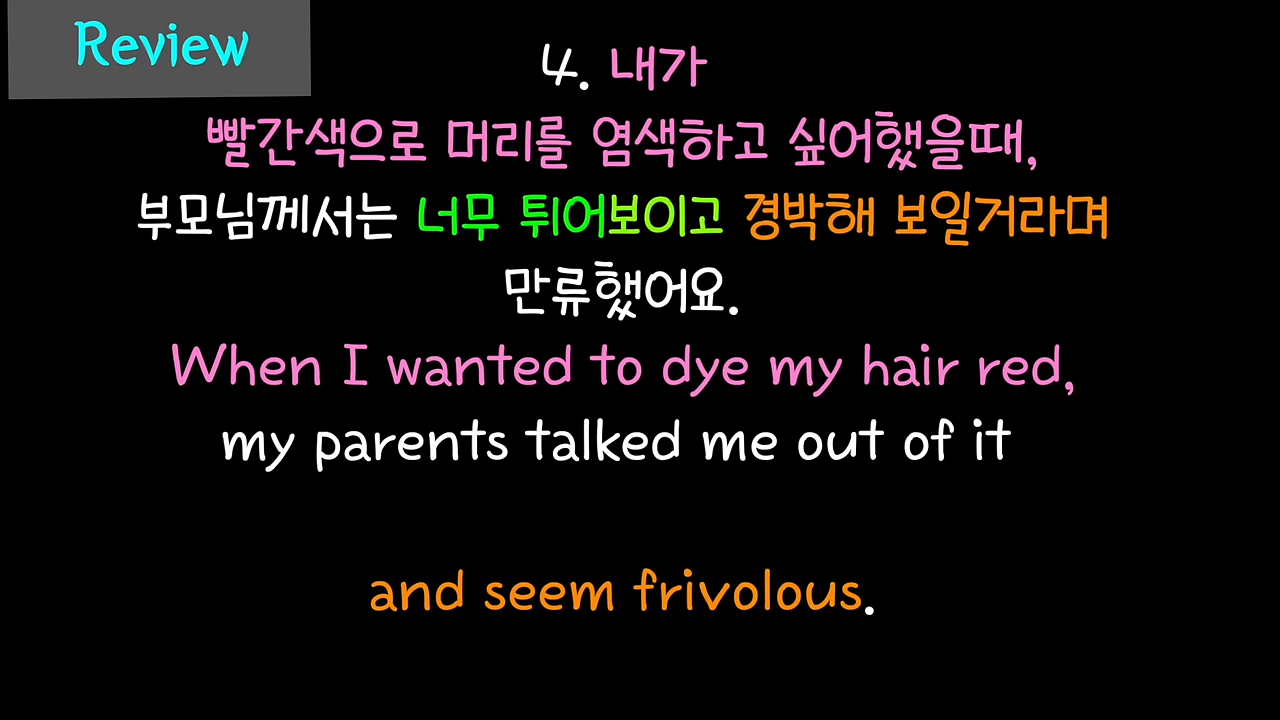 Review
4. 내가
빨간색으로 머리를 염색하고 싶어했을때,
부모님께서는 너무 튀어보이고 경박해 보일거라며
만류했어요.
When I wanted to dye my hair red,
my parents talked me out of it
and seem frivolous.